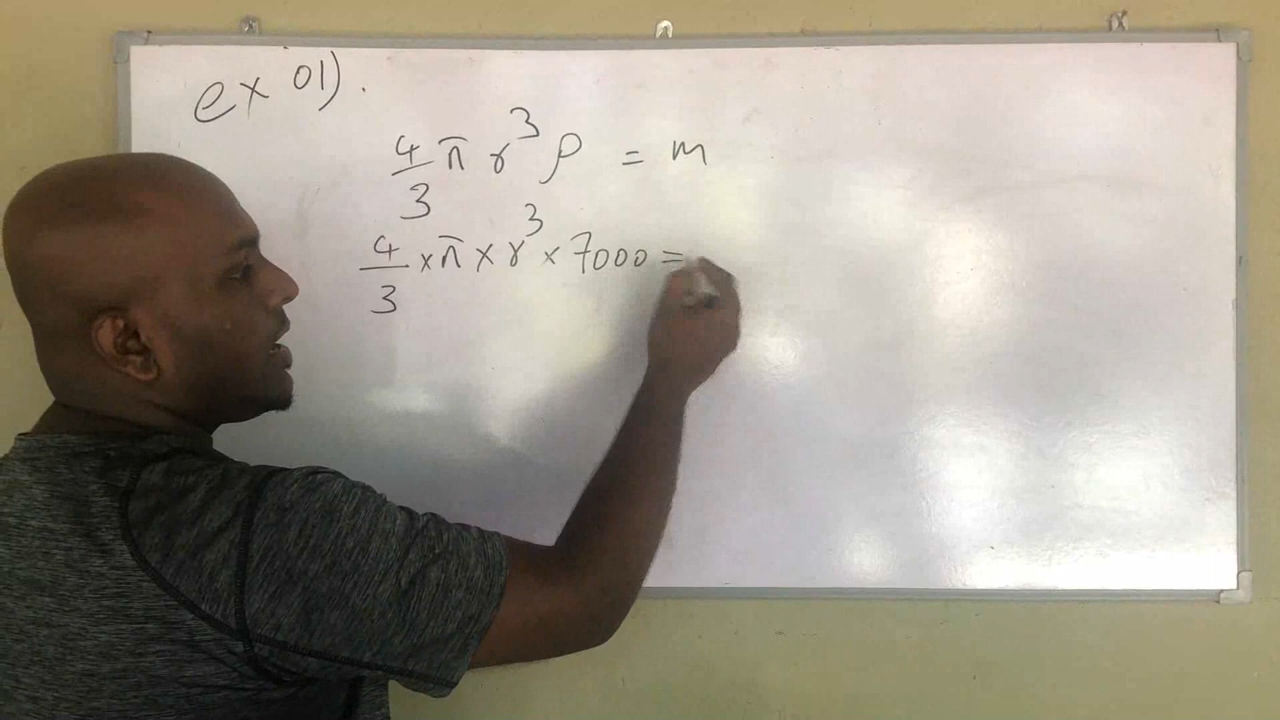 ex 01).
4/3 π r³ ρ = m
4/3 × π × r³ × 7000 =